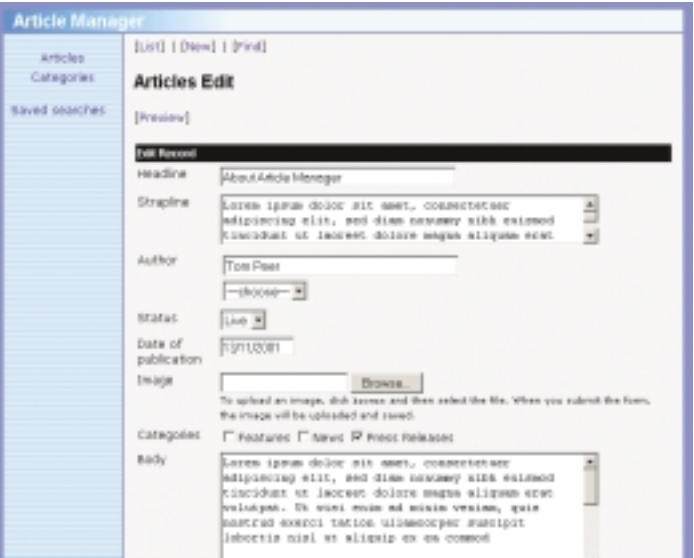 Article Manager
[List] | [New] | [Find]
Articles
Categories
Articles Edit
Saved searches
[Preview]
Edit Record
Headline
About Article Manager
Strapline
Lorem ipsum dolor sit amet, consectetuer
adipiscing elit, sed diam nonummy nibh euismod
tincidunt ut laoreet dolore magna aliquam erat
Author
Tom Peer
--choose--
Status
Live
Date of
publication
13/11/2001
Image
Browse...
To upload an image, click browse and then select the file. When you submit the form,
the image will be uploaded and saved.
Categories
Features News Press Releases
Body
Lorem ipsum dolor sit amet, consectetuer
adipiscing elit, sed diam nonummy nibh euismod
tincidunt ut laoreet dolore magna aliquam erat
volutpat. Ut wisi enim ad minim veniam, quis
nostrud exerci tation ullamcorper suscipit
lobortis nisl ut aliquip ex ea commod